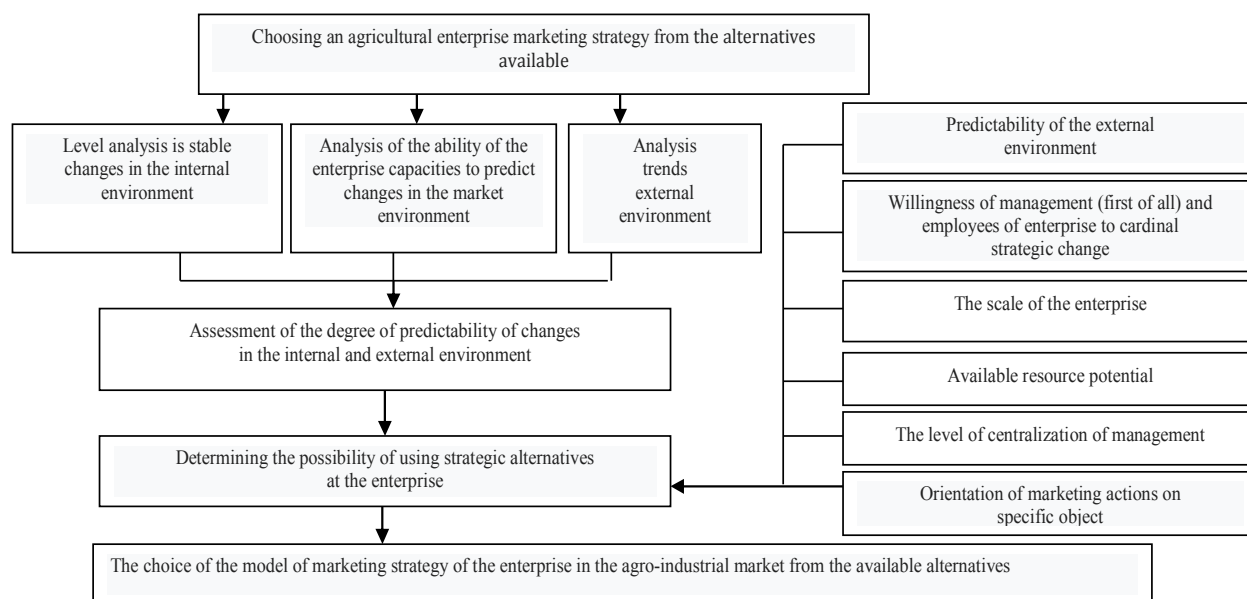 Choosing an agricultural enterprise marketing strategy from the alternatives
available
Level analysis is stable
changes in the internal
environment
Analysis of the ability of the
enterprise capacities to predict
changes in the market
environment
Analysis
trends
external
environment
Assessment of the degree of predictability of changes
in the internal and external environment
Determining the possibility of using strategic alternatives
at the enterprise
Predictability of the external
environment
Willingness of management (first of all) and
employees of enterprise to cardinal
strategic change
The scale of the enterprise
Available resource potential
The level of centralization of management
Orientation of marketing actions on
specific object
The choice of the model of marketing strategy of the enterprise in the agro-industrial market from the available alternatives